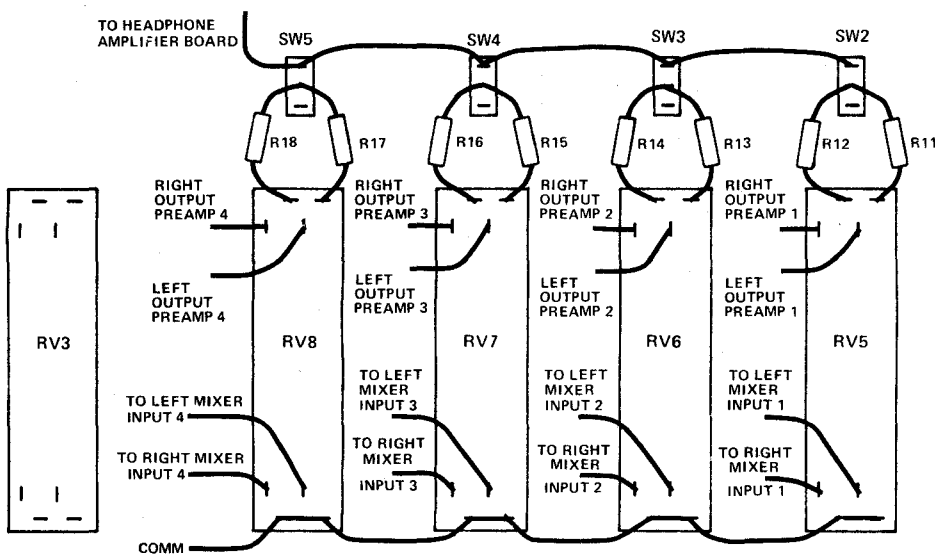 TO HEADPHONE
AMPLIFIER BOARD
SW5
SW4
SW3
SW2
R18
R17
R16
R15
R14
R13
R12
R11
RIGHT
OUTPUT
PREAMP 4
RIGHT
OUTPUT
PREAMP 3
RIGHT
OUTPUT
PREAMP 2
RIGHT
OUTPUT
PREAMP 1
LEFT
OUTPUT
PREAMP 4
LEFT
OUTPUT
PREAMP 3
LEFT
OUTPUT
PREAMP 2
LEFT
OUTPUT
PREAMP 1
RV3
RV8
RV7
RV6
RV5
TO LEFT MIXER
INPUT 4
TO LEFT
MIXER
INPUT 3
TO LEFT
MIXER
INPUT 2
TO LEFT
MIXER
INPUT 1
TO RIGHT MIXER
INPUT 4
TO RIGHT
MIXER
INPUT 3
TO RIGHT
MIXER
INPUT 2
TO RIGHT
MIXER
INPUT 1
COMM